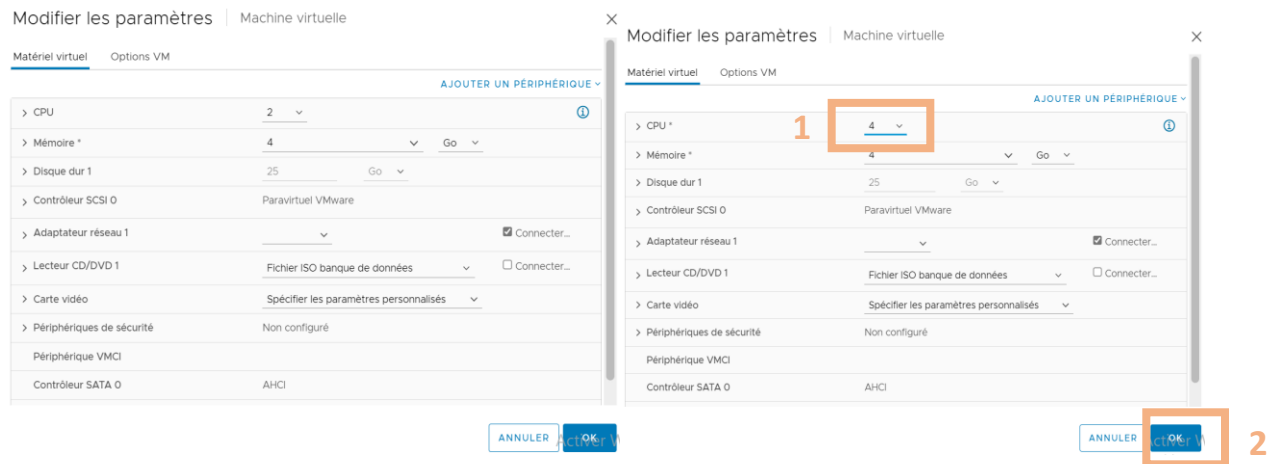 Modifier les paramètres Machine virtuelle
Matériel virtuel Options VM
AJOUTER UN PÉRIPHÉRIQUE
CPU 2
Mémoire * 4 Go
Disque dur 1 25 Go
Contrôleur SCSI 0 Paravirtuel VMware
Adaptateur réseau 1 Connecter...
Lecteur CD/DVD 1 Fichier ISO banque de données Connecter...
Carte vidéo Spécifier les paramètres personnalisés
Périphériques de sécurité Non configuré
Périphérique VMCI
Contrôleur SATA 0 AHCI
ANNULER OK
Activer W
Modifier les paramètres Machine virtuelle
Matériel virtuel Options VM
AJOUTER UN PÉRIPHÉRIQUE
1
CPU * 4
Mémoire * 4 Go
Disque dur 1 25 Go
Contrôleur SCSI 0 Paravirtuel VMware
Adaptateur réseau 1 Connecter...
Lecteur CD/DVD 1 Fichier ISO banque de données Connecter...
Carte vidéo Spécifier les paramètres personnalisés
Périphériques de sécurité Non configuré
Périphérique VMCI
Contrôleur SATA 0 AHCI
ANNULER OK
2